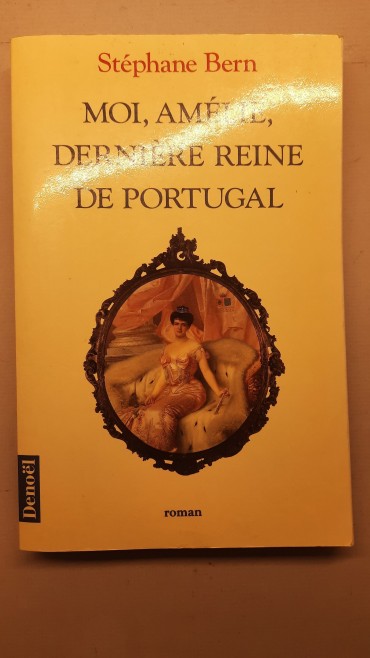 Stéphane Bern
MOI, AMÉLIE,
DERNIÈRE REINE
DE PORTUGAL
roman
Denoël